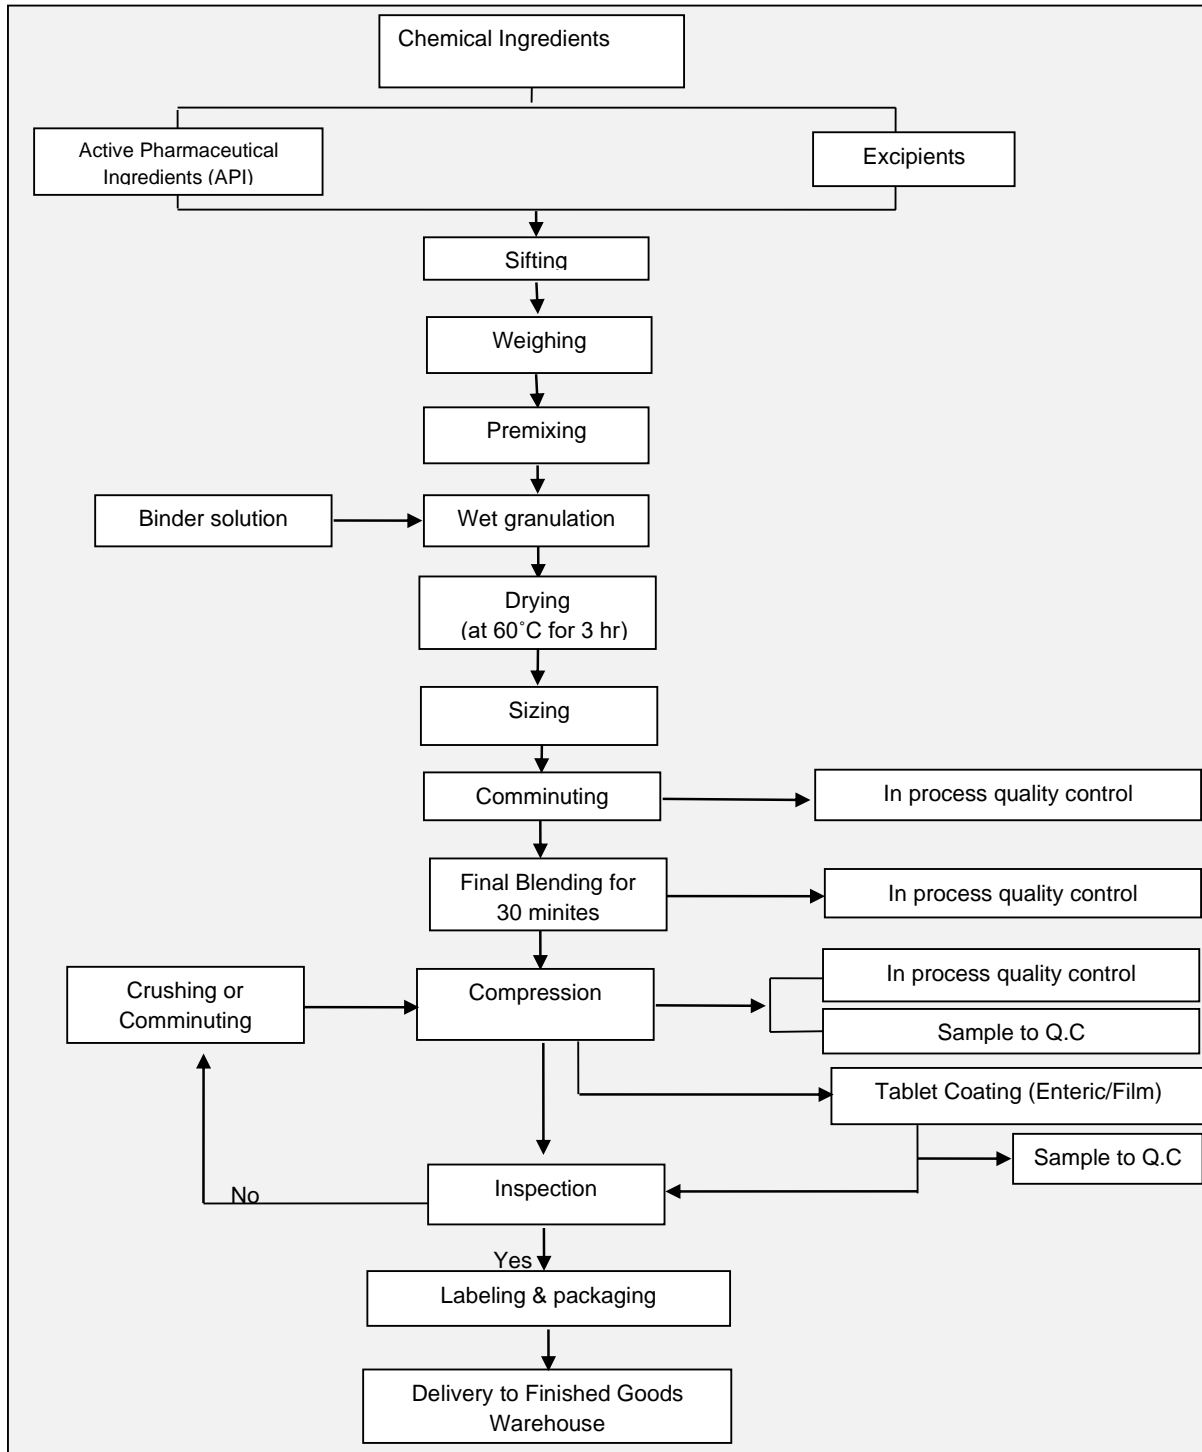 Chemical Ingredients
Active Pharmaceutical
Ingredients (API)
Excipients
Sifting
Weighing
Premixing
Binder solution
Wet granulation
Drying
(at 60˚C for 3 hr)
Sizing
Comminuting
In process quality control
Final Blending for
30 minites
In process quality control
In process quality control
Crushing or
Comminuting
Compression
Sample to Q.C
Tablet Coating (Enteric/Film)
Sample to Q.C
Inspection
No
Yes
Labeling & packaging
Delivery to Finished Goods
Warehouse